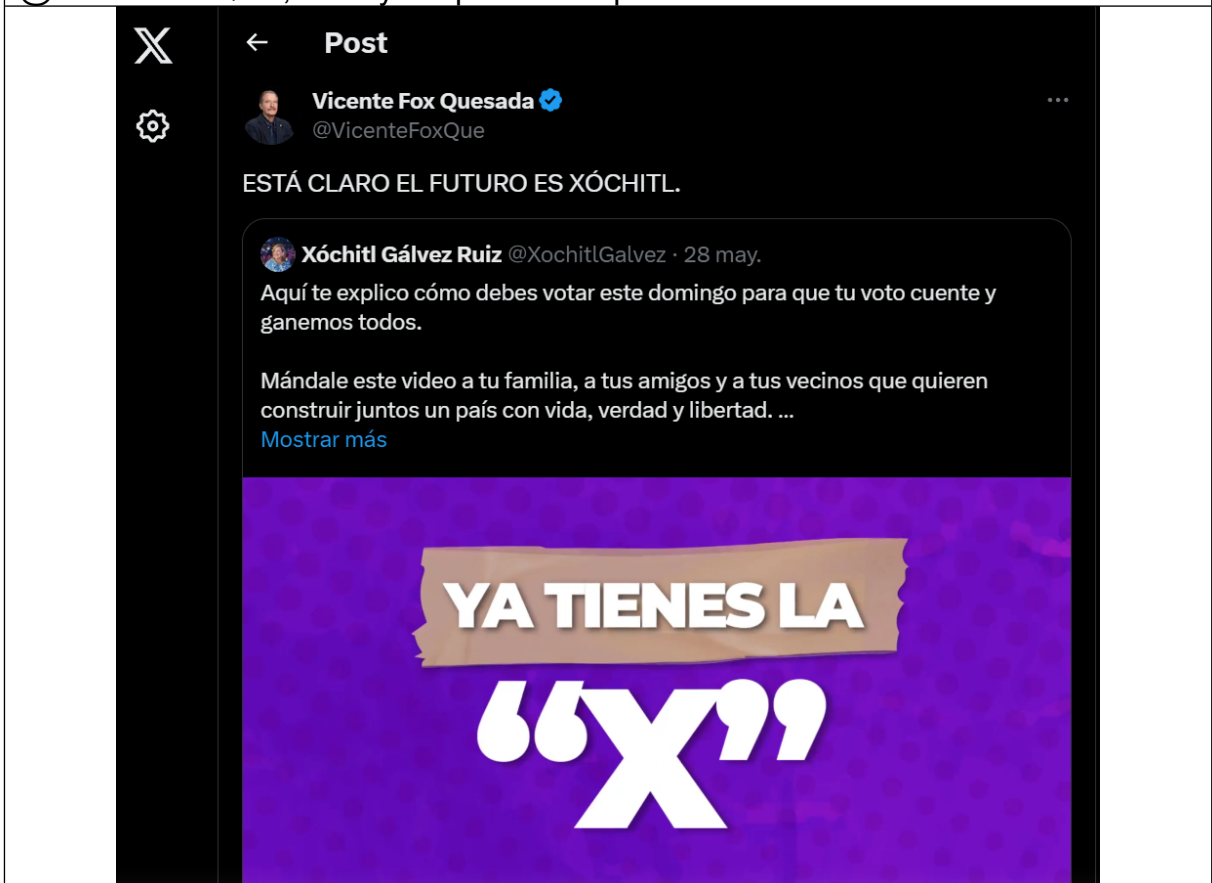 Post
Vicente Fox Quesada
@VicenteFoxQue
ESTÁ CLARO EL FUTURO ES XÓCHITL.
Xóchitl Gálvez Ruiz @XochitlGalvez · 28 may.
Aquí te explico cómo debes votar este domingo para que tu voto cuente y
ganemos todos.
Mándale este video a tu familia, a tus amigos y a tus vecinos que quieren
construir juntos un país con vida, verdad y libertad. ...
Mostrar más
YA TIENES LA
“X”